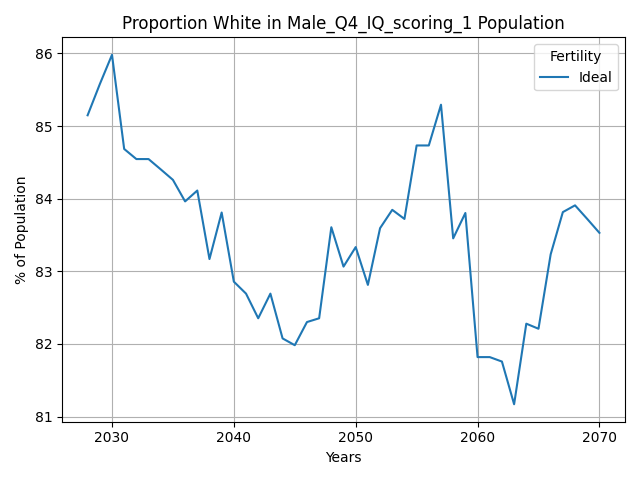 Proportion White in Male_Q4_IQ_scoring_1 Population
Fertility
Ideal
% of Population
86
85
84
83
82
81
2030 2040 2050 2060 2070
Years